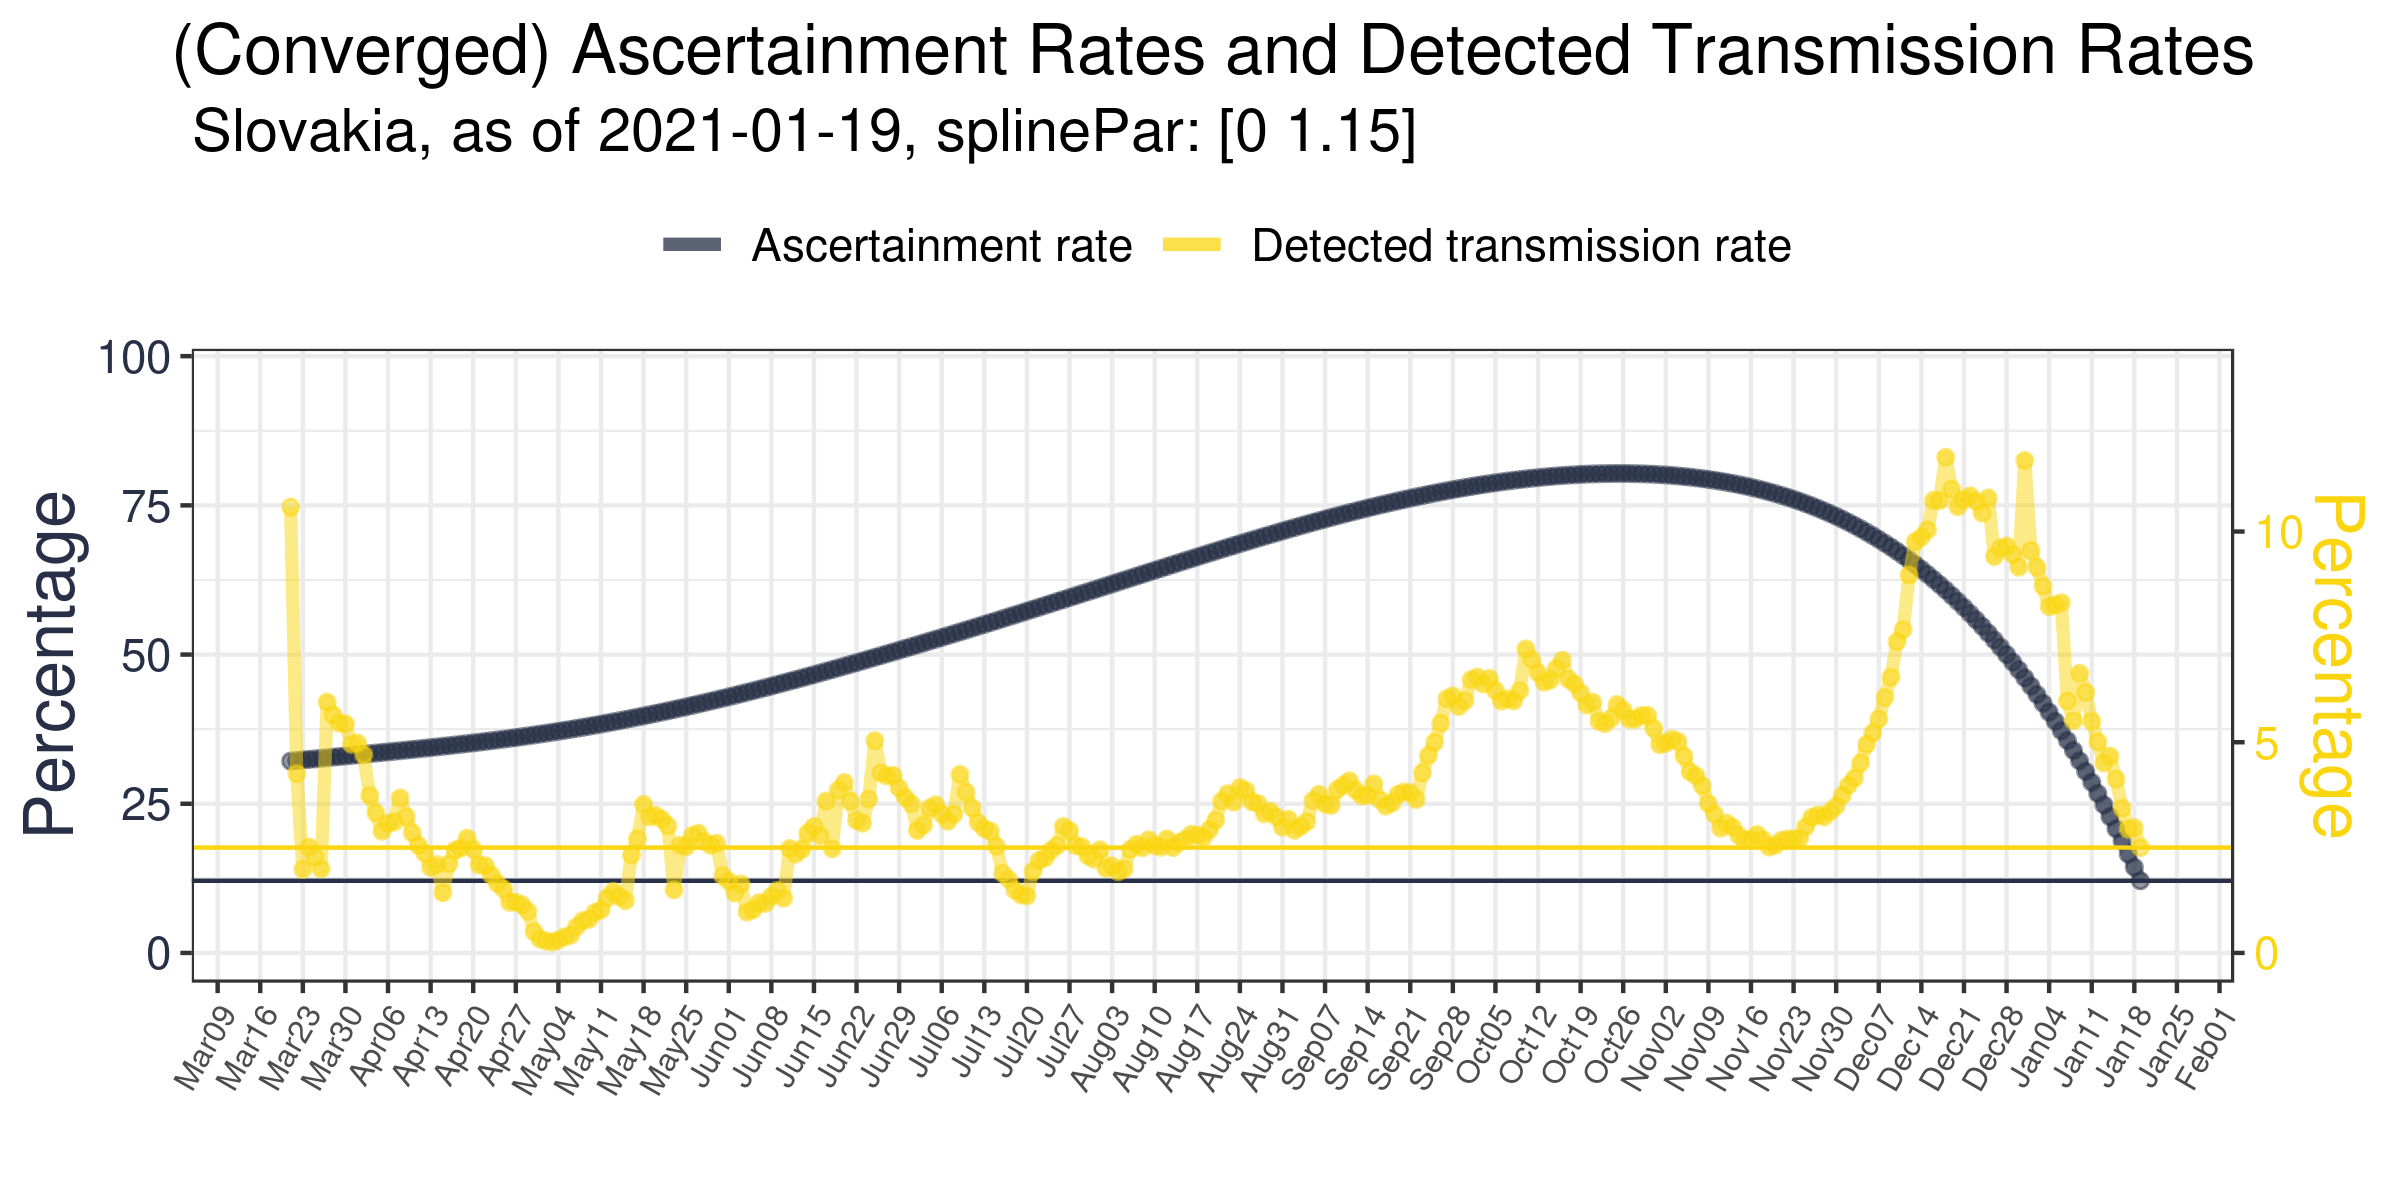 (Converged) Ascertainment Rates and Detected Transmission Rates
Slovakia, as of 2021-01-19, splinePar: [0 1.15]
Ascertainment rate Detected transmission rate
Percentage
100
75
50
25
0
Percentage
10
5
0
Mar09 Mar16 Mar23 Mar30 Apr06 Apr13 Apr20 Apr27 May04 May11 May18 May25 Jun01 Jun08 Jun15 Jun22 Jun29 Jul06 Jul13 Jul20 Jul27 Aug03 Aug10 Aug17 Aug24 Aug31 Sep07 Sep14 Sep21 Sep28 Oct05 Oct12 Oct19 Oct26 Nov02 Nov09 Nov16 Nov23 Nov30 Dec07 Dec14 Dec21 Dec28 Jan04 Jan11 Jan18 Jan25 Feb01